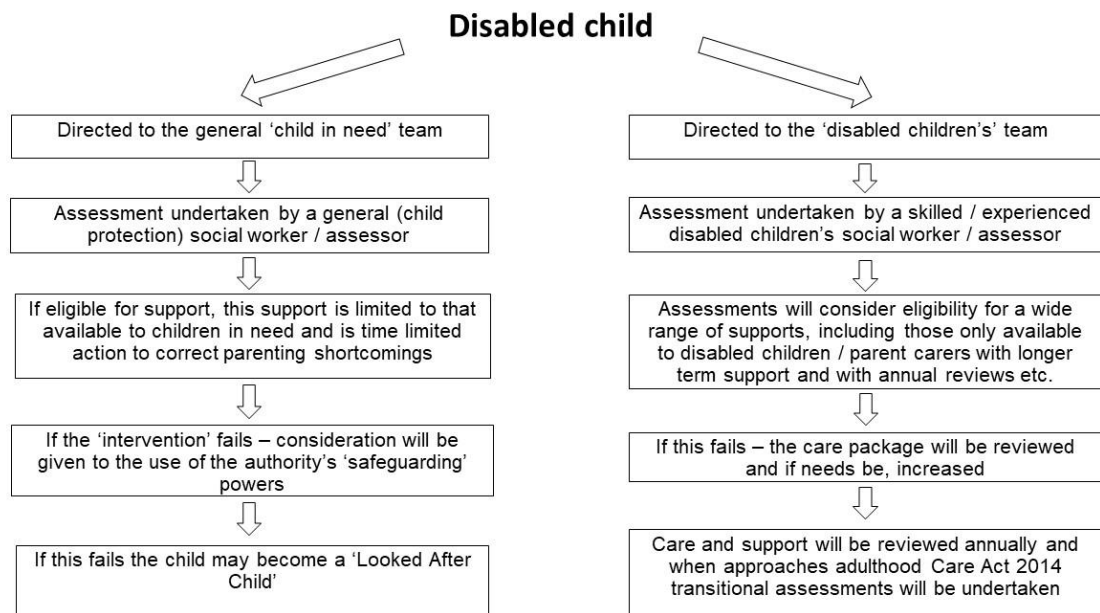 Disabled child
Directed to the general ‘child in need’ team
Assessment undertaken by a general (child
protection) social worker / assessor
If eligible for support, this support is limited to that
available to children in need and is time limited
action to correct parenting shortcomings
If the ‘intervention’ fails – consideration will be
given to the use of the authority’s ‘safeguarding’
powers
If this fails the child may become a ‘Looked After
Child’
Directed to the ‘disabled children’s’ team
Assessment undertaken by a skilled / experienced
disabled children’s social worker / assessor
Assessments will consider eligibility for a wide
range of supports, including those only available
to disabled children / parent carers with longer
term support and with annual reviews etc.
If this fails – the care package will be reviewed
and if needs be, increased
Care and support will be reviewed annually and
when approaches adulthood Care Act 2014
transitional assessments will be undertaken